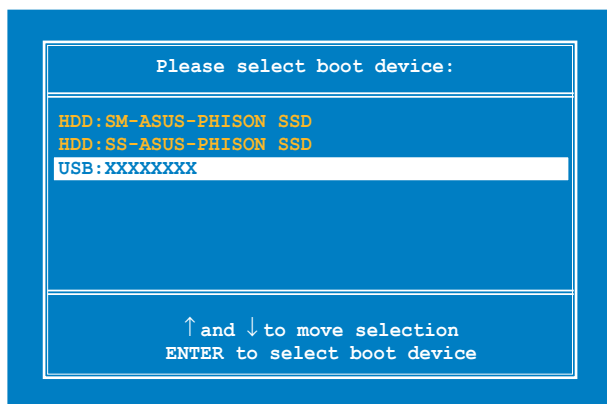 Please select boot device:
HDD:SM-ASUS-PHISON SSD
HDD:SS-ASUS-PHISON SSD
USB:XXXXXXXX
↑ and ↓ to move selection
ENTER to select boot device